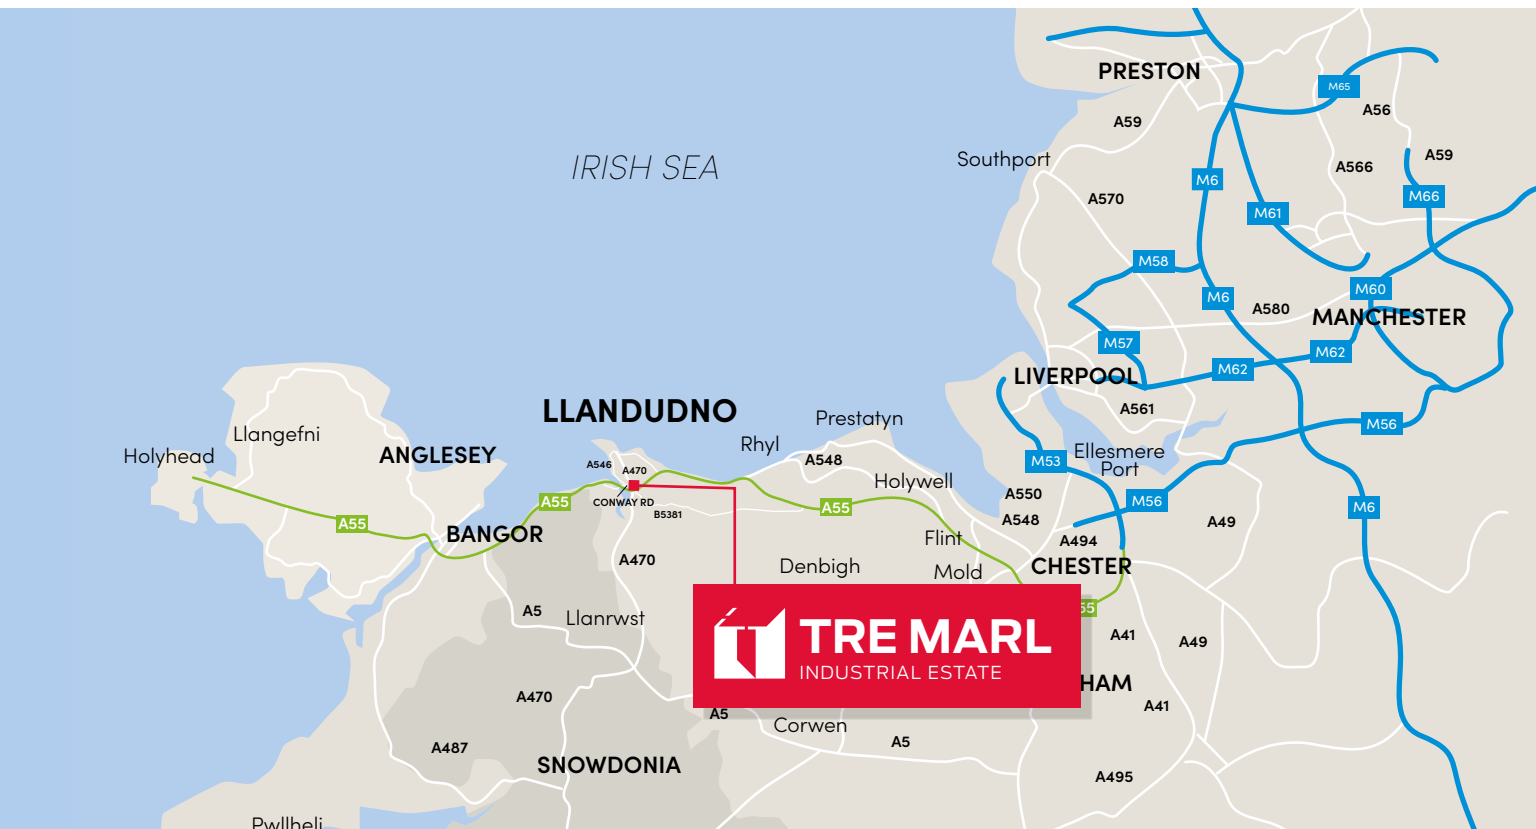 PRESTON
M65
A56
A59
A59
Southport
IRISH SEA
A566
M6
A570
M66
M61
M58
M60
M6
A580
MANCHESTER
M57
M62
M62
LIVERPOOL
A561
LLANDUDNO
Prestatyn
M56
Llangefni
Rhyl
Holyhead
ANGLESEY
A548
Ellesmere
Port
M53
A546
A470
Holywell
A550
M56
A55
CONWAY RD
A55
B5381
M6
A55
A548
A49
BANGOR
Flint
A494
A470
Denbigh
Mold
CHESTER
A5
Llanrwst
55
TRE MARL
INDUSTRIAL ESTATE
A41
A49
HAM
A470
A41
A5
Corwen
A5
A487
SNOWDONIA
A495
Pwllheli